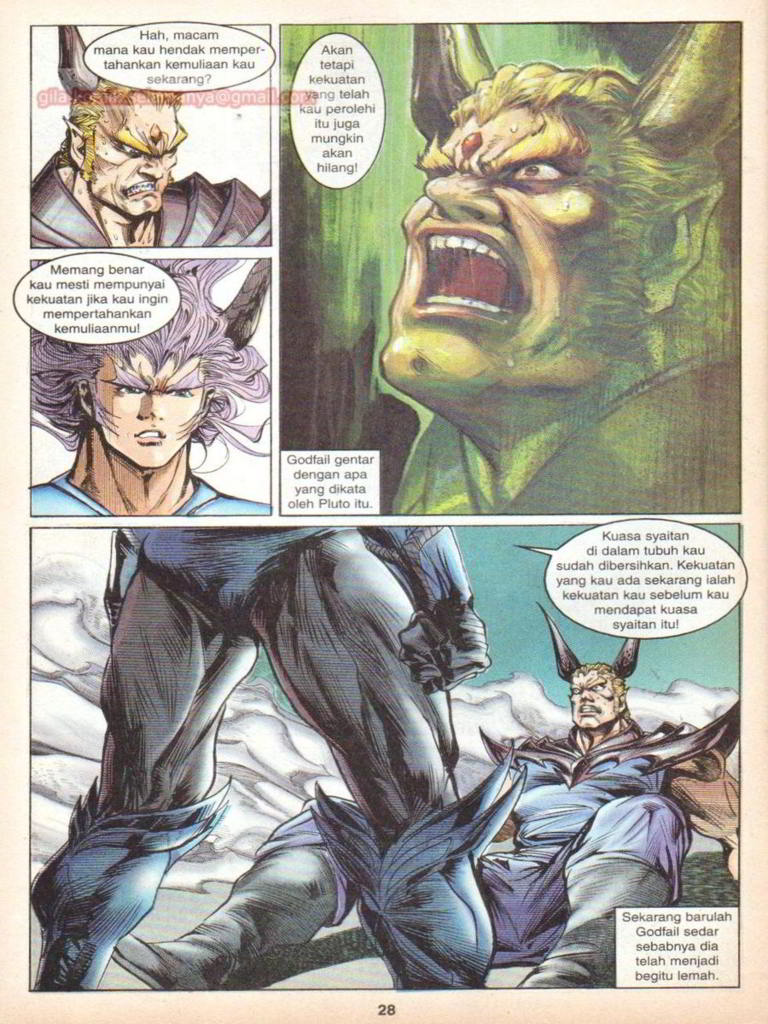 Hah, macam
mana kau hendak memper-
tahankan kemuliaan kau
sekarang?
Akan
tetapi
kekuatan
yang telah
kau perolehi
itu juga
mungkin
akan
hilang!
Memang benar
kau mesti mempunyai
kekuatan jika kau ingin
mempertahankan
kemuliaanmu!
Godfail gentar
dengan apa
yang dikata
oleh Pluto itu.
Kuasa syaitan
di dalam tubuh kau
sudah dibersihkan. Kekuatan
yang kau ada sekarang ialah
kekuatan kau sebelum kau
mendapat kuasa
syaitan itu!
Sekarang barulah
Godfail sedar
sebabnya dia
telah menjadi
begitu lemah.
28